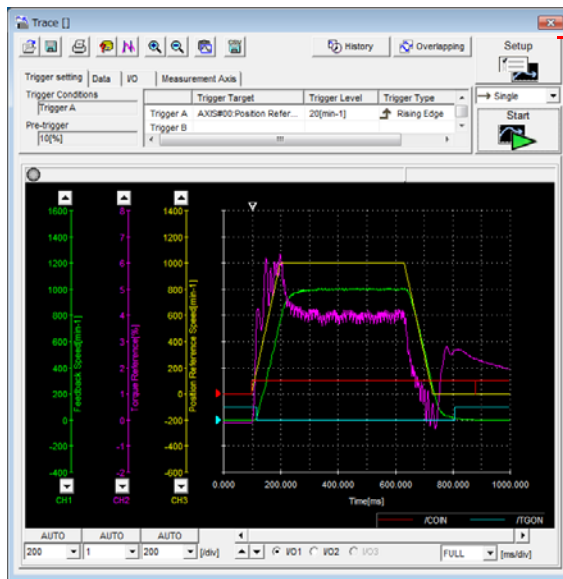 Trace []
History
Overlapping
Setup
Trigger setting
Data
I/O
Measurement Axis
Single
Trigger Conditions
Trigger A
Pre-trigger
10[%]
Trigger Target
Trigger Level
Trigger Type
Trigger A AXIS#00:Position Refer... 20[min-1] Rising Edge
Trigger B
Start
1600
1400
1200
1000
800
600
400
200
0
-200
-400
Feedback Speed[min-1]
CH1
8
7
6
5
4
3
2
1
0
-1
-2
Torque Reference[%]
CH2
1400
1200
1000
800
600
400
200
0
-200
-400
-600
Position Reference Speed[min-1]
CH3
0.000 200.000 400.000 600.000 800.000 1000.000
Time[ms]
/COIN /TGON
AUTO AUTO AUTO
200 1 200 [/div]
I/O1 I/O2 I/O3
FULL [ms/div]